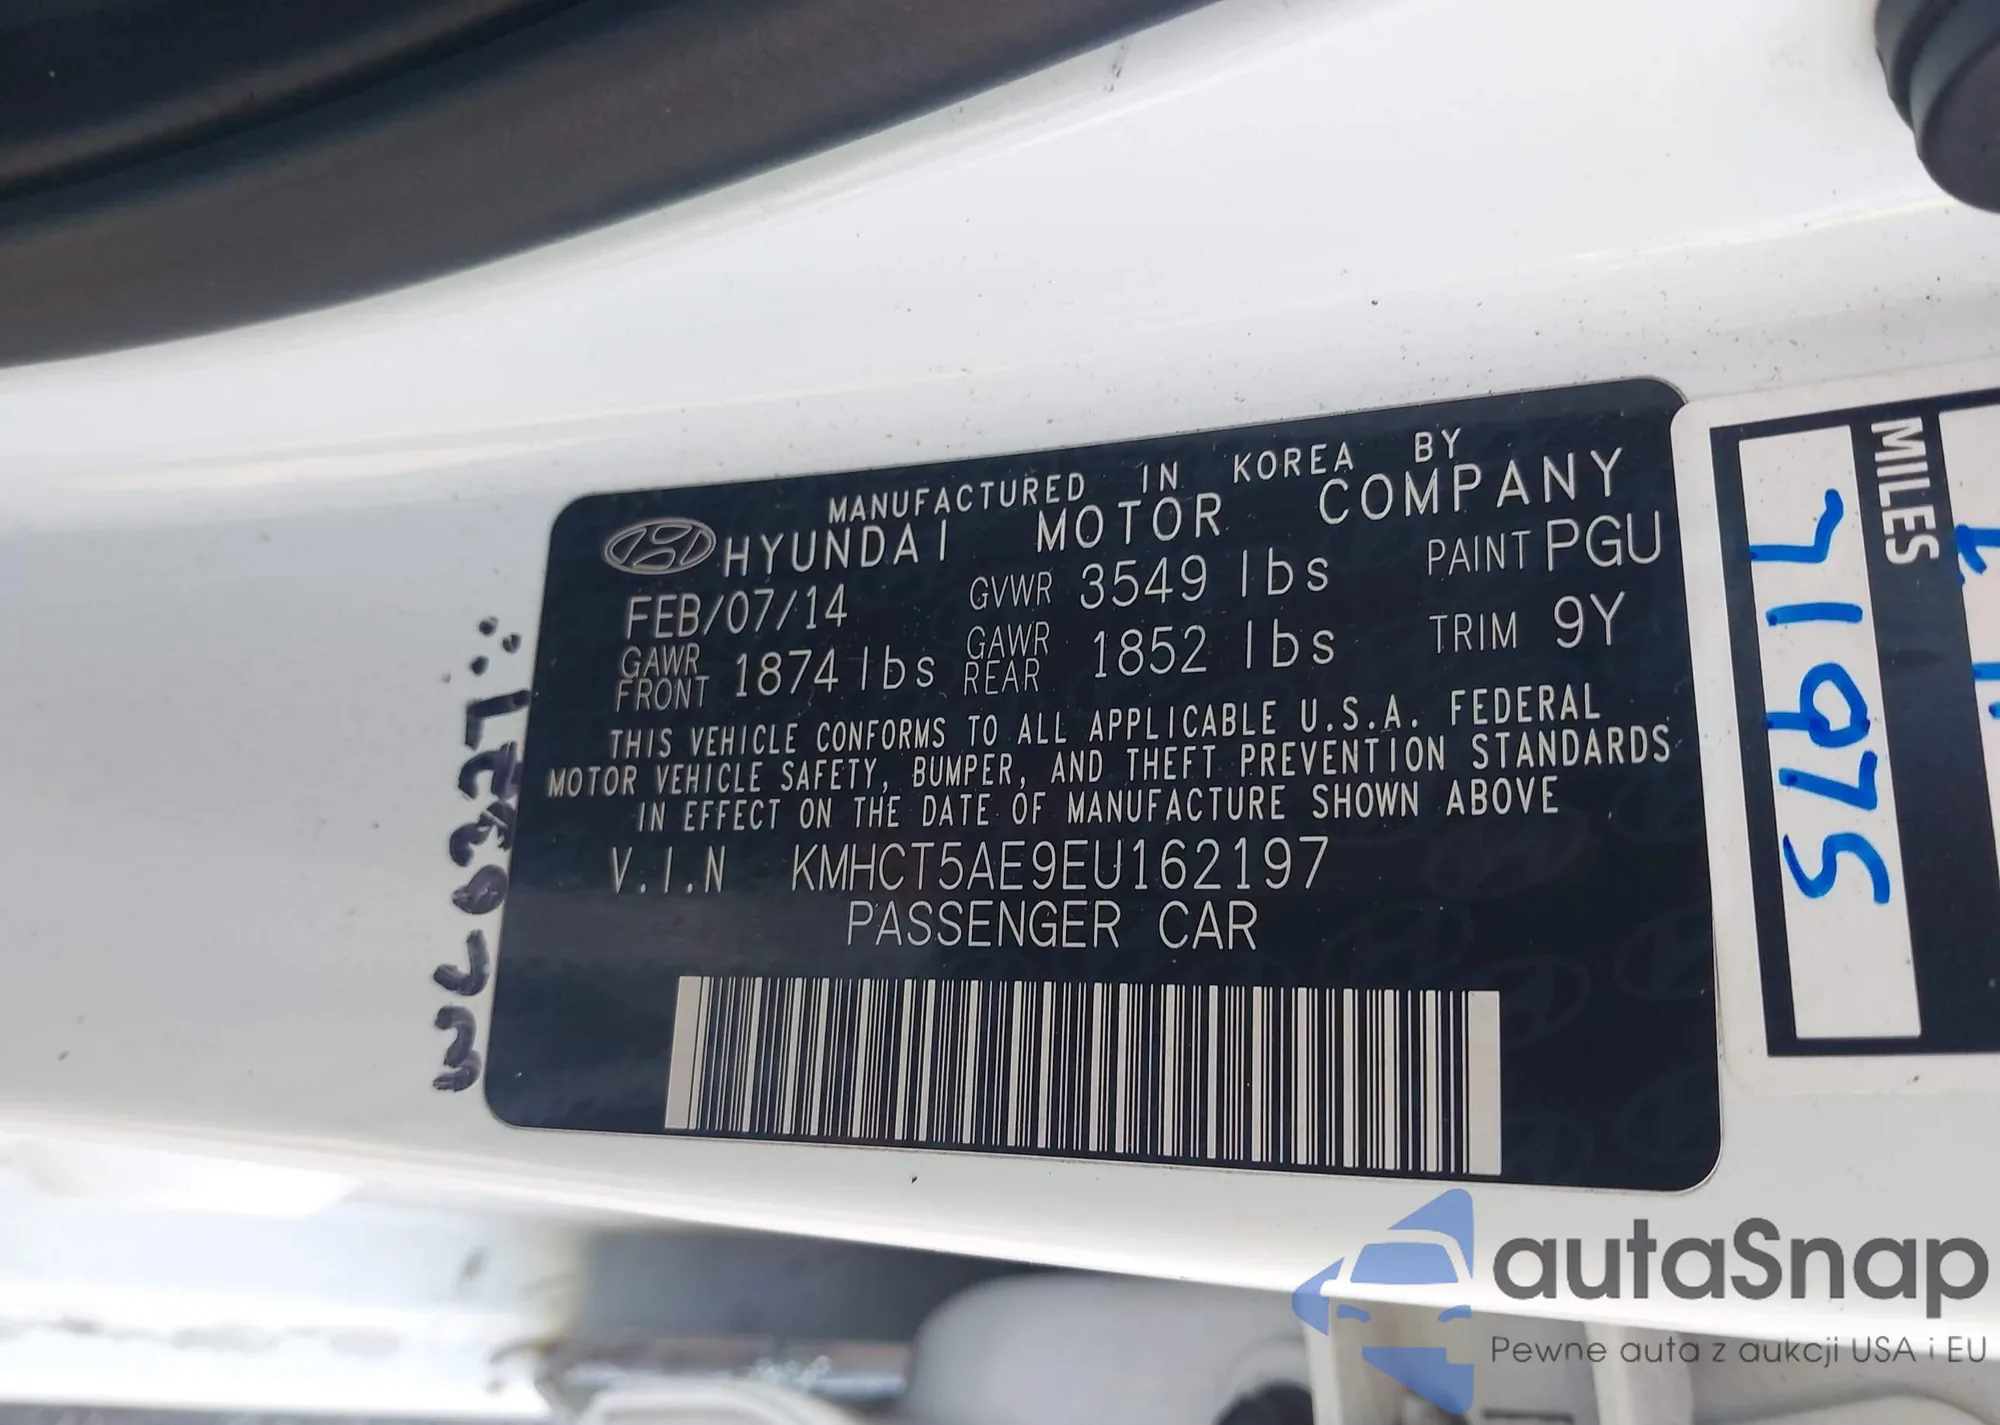 MANUFACTURED IN KOREA BY
HYUNDAI MOTOR COMPANY
FEB/07/14 GVWR 3549 lbs PAINT PGU
GAWR FRONT 1874 lbs GAWR REAR 1852 lbs TRIM 9Y
THIS VEHICLE CONFORMS TO ALL APPLICABLE U.S.A. FEDERAL
MOTOR VEHICLE SAFETY, BUMPER, AND THEFT PREVENTION STANDARDS
IN EFFECT ON THE DATE OF MANUFACTURE SHOWN ABOVE
V.I.N KMHCT5AE9EU162197
PASSENGER CAR
MILES
71975
autaSnap
Pewne auta z aukcji USA i EU